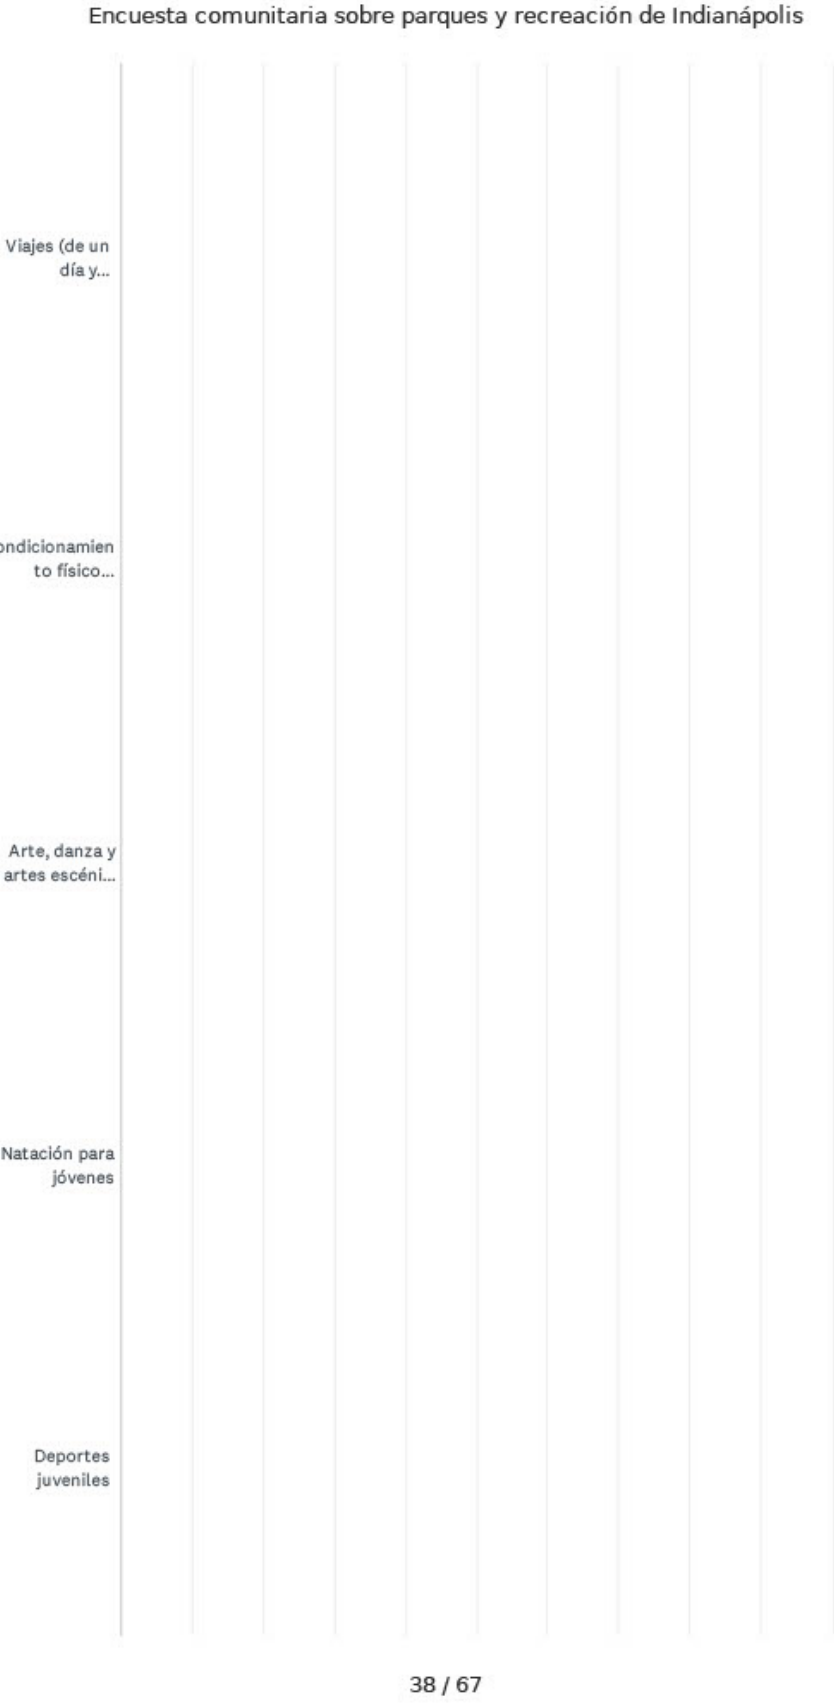 Encuesta comunitaria sobre parques y recreación de Indianápolis
Viajes (de un
día y...
ondicionamien
to físico...
Arte, danza y
artes escéni...
Natación para
jóvenes
Deportes
juveniles
38 / 67